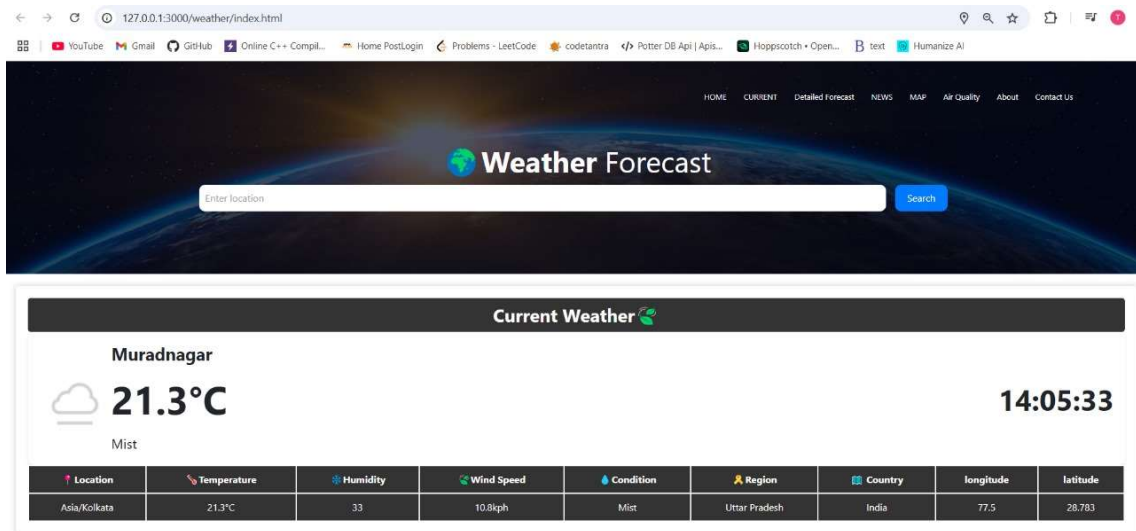 127.0.0.1:3000/weather/index.html
YouTube Gmail GitHub Online C++ Compil... Home PostLogin Problems - LeetCode codetantra Potter DB Api | Apis... Hoppscotch • Open... text Humanize AI
HOME CURRENT Detailed Forecast NEWS MAP Air Quality About Contact Us
Weather Forecast
Enter location Search
Current Weather
Muradnagar
21.3°C 14:05:33
Mist
Location Temperature Humidity Wind Speed Condition Region Country longitude latitude
Asia/Kolkata 21.3°C 33 10.8kph Mist Uttar Pradesh India 77.5 28.783